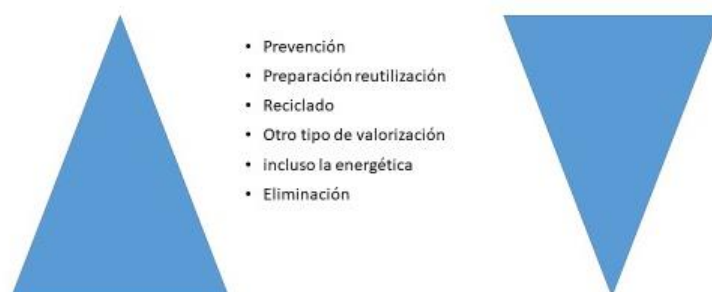 • Prevención
• Preparación reutilización
• Reciclado
• Otro tipo de valorización
• incluso la energética
• Eliminación